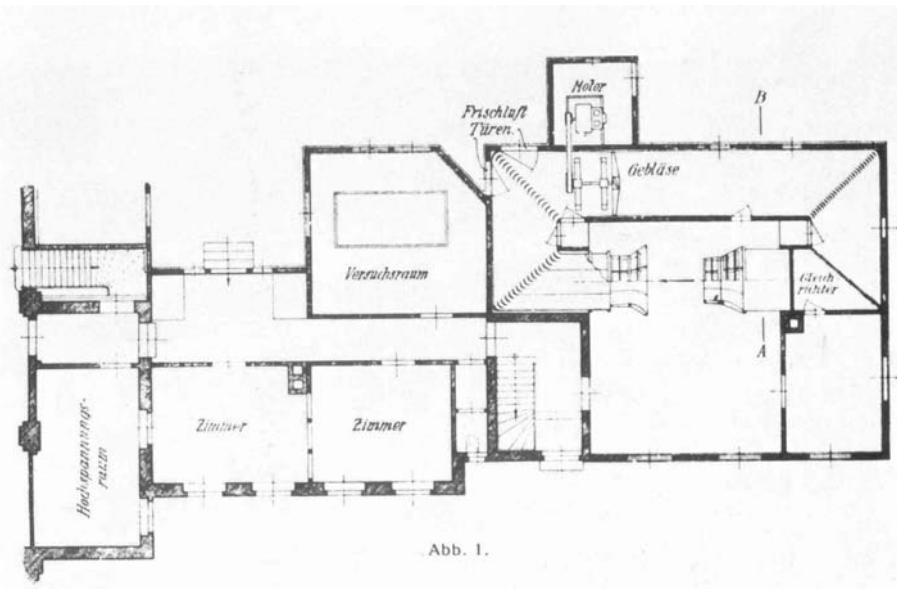 Motor
B
Frischluft
Türen.
Gebläse
Versuchsraum
Gleich
richter
A
Zimmer
Zimmer
Hochspannungs-
raum
Abb. 1.